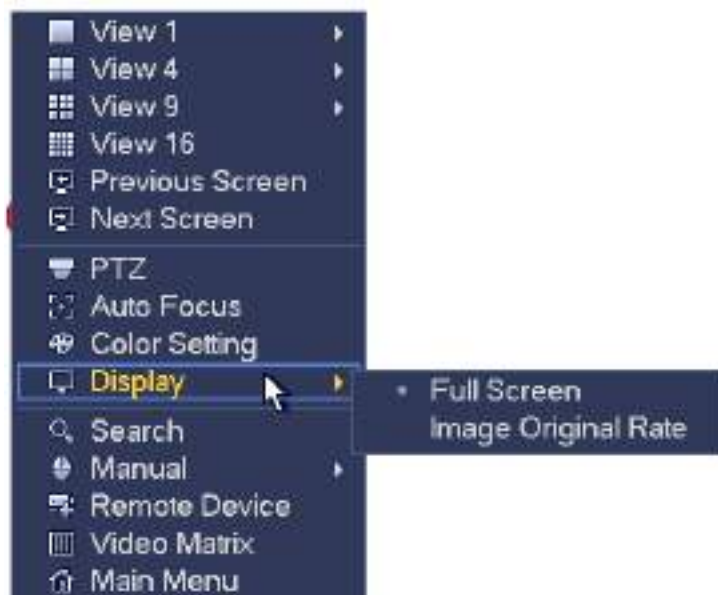 View 1
View 4
View 9
View 16
Previous Screen
Next Screen
PTZ
Auto Focus
Color Setting
Display
Full Screen
Image Original Rate
Search
Manual
Remote Device
Video Matrix
Main Menu